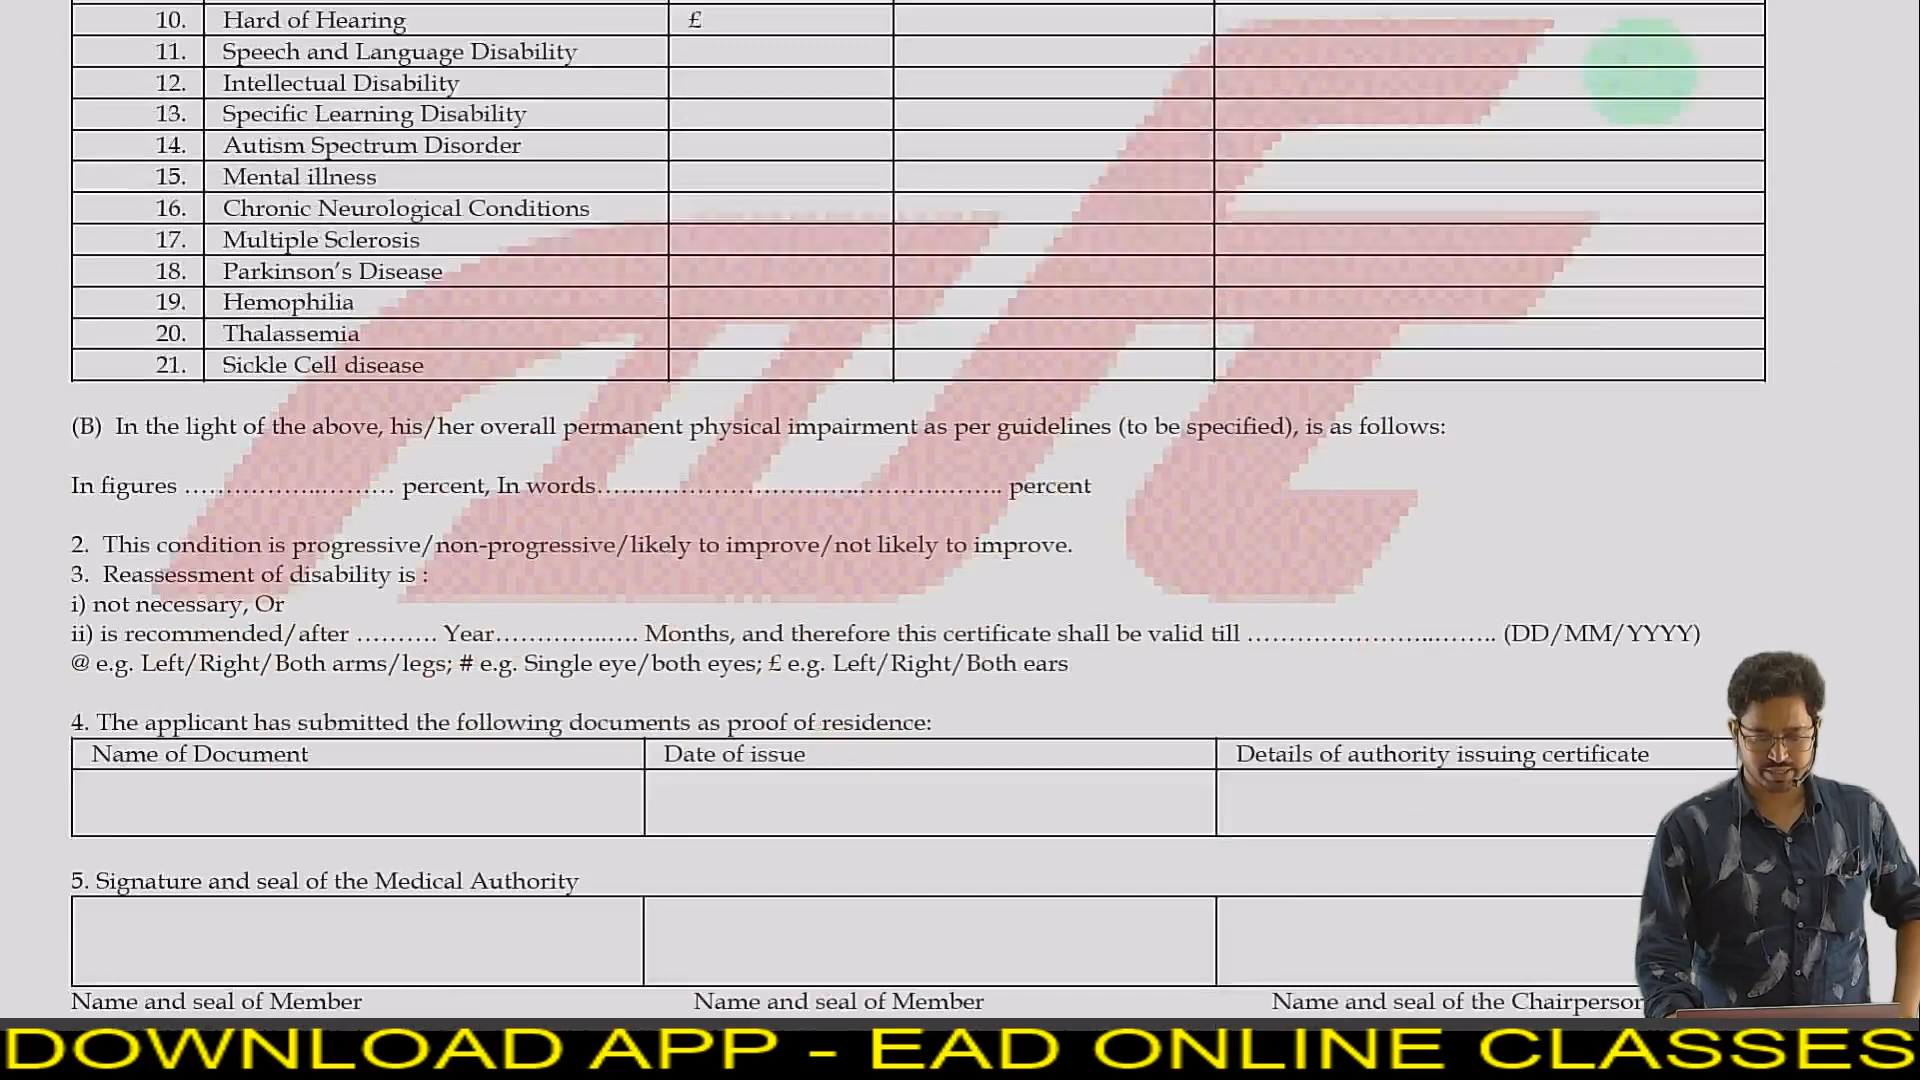 10. Hard of Hearing £
11. Speech and Language Disability
12. Intellectual Disability
13. Specific Learning Disability
14. Autism Spectrum Disorder
15. Mental illness
16. Chronic Neurological Conditions
17. Multiple Sclerosis
18. Parkinson’s Disease
19. Hemophilia
20. Thalassemia
21. Sickle Cell disease
(B) In the light of the above, his/her overall permanent physical impairment as per guidelines (to be specified), is as follows:
In figures ……………..……… percent, In words…………………………..……….…….. percent
2. This condition is progressive/non-progressive/likely to improve/not likely to improve.
3. Reassessment of disability is :
i) not necessary, Or
ii) is recommended/after ………. Year…………..…. Months, and therefore this certificate shall be valid till …………………..…….. (DD/MM/YYYY)
@ e.g. Left/Right/Both arms/legs; # e.g. Single eye/both eyes; £ e.g. Left/Right/Both ears
4. The applicant has submitted the following documents as proof of residence:
Name of Document Date of issue Details of authority issuing certificate
5. Signature and seal of the Medical Authority
Name and seal of Member Name and seal of Member Name and seal of the Chairperson
DOWNLOAD APP - EAD ONLINE CLASSES